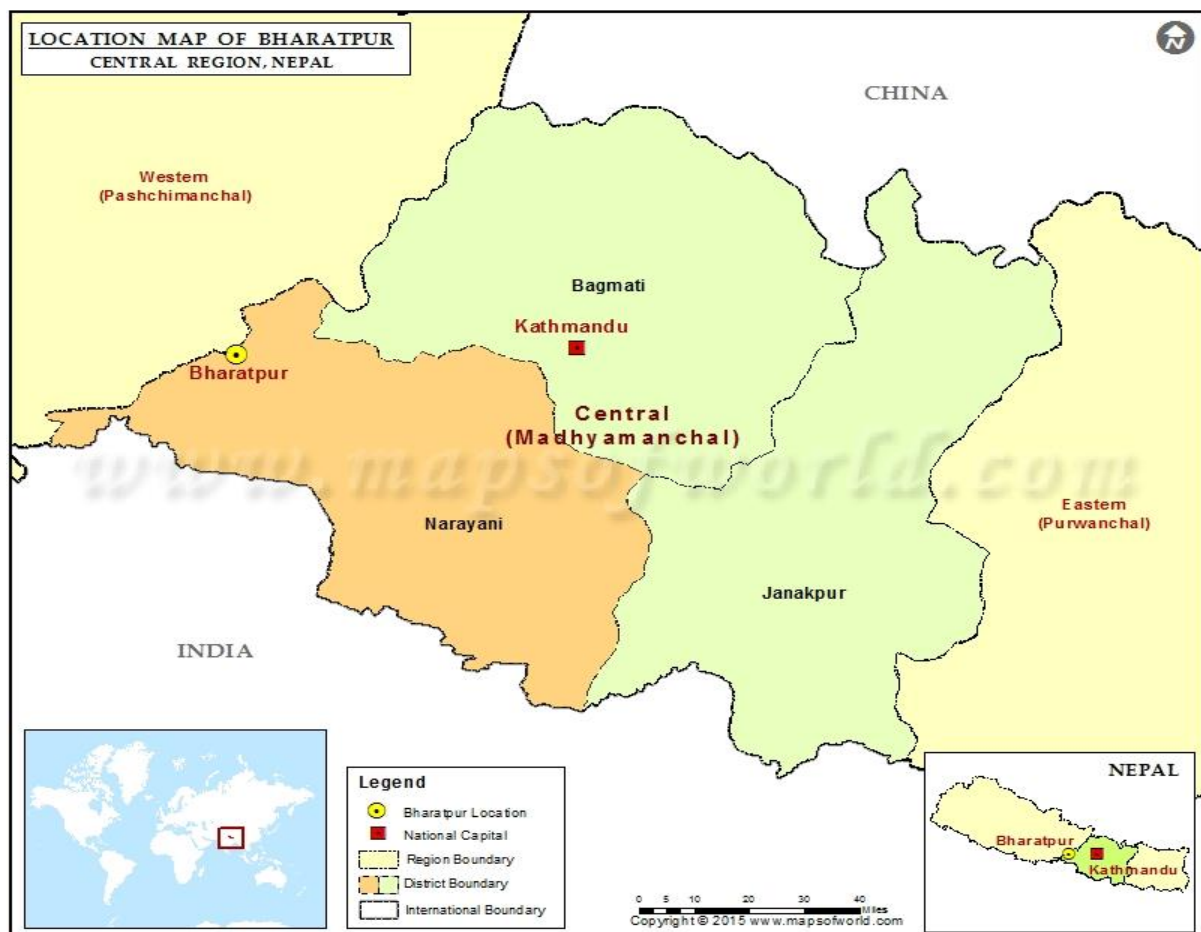 LOCATION MAP OF BHARATPUR
CENTRAL REGION, NEPAL
N
CHINA
Western
(Pashchimanchal)
Bagmati
Kathmandu
Bharatpur
Central
(Madhyamanchal)
www.mapsofworld.com
Eastern
(Purwanchal)
Narayani
Janakpur
INDIA
Legend
Bharatpur Location
National Capital
Region Boundary
District Boundary
International Boundary
0 5 10 20 30 40
Miles
Copyright © 2015 www.mapsofworld.com
NEPAL
Bharatpur
Kathmandu